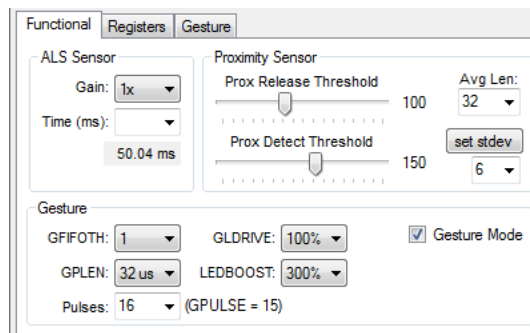 Functional Registers Gesture
ALS Sensor
Gain: 1x
Time (ms):
50.04 ms
Proximity Sensor
Prox Release Threshold
100
Avg Len:
32
Prox Detect Threshold
150
set stdev
6
Gesture
GFIFOTH: 1 GLDRIVE: 100% Gesture Mode
GPLEN: 32 us LEDBOOST: 300%
Pulses: 16 (GPULSE = 15)